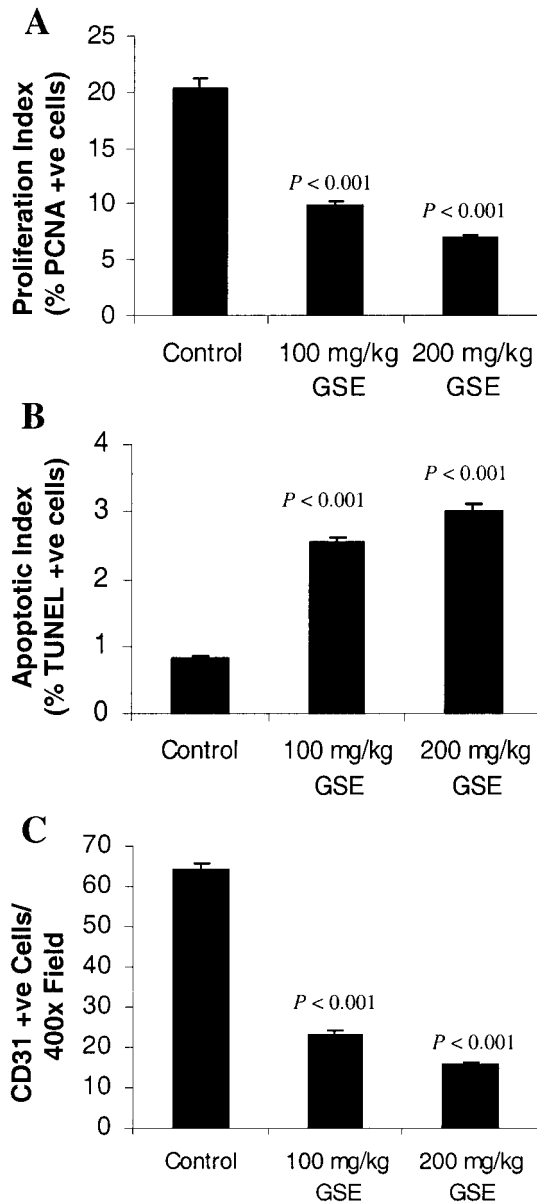 A
Proliferation Index
(% PCNA +ve cells)
25
20
15
10
5
0
P < 0.001
P < 0.001
Control
100 mg/kg
GSE
200 mg/kg
GSE
B
Apoptotic Index
(% TUNEL +ve cells)
4
3
2
1
0
P < 0.001
P < 0.001
Control
100 mg/kg
GSE
200 mg/kg
GSE
C
CD31 +ve Cells/
400x Field
70
60
50
40
30
20
10
0
P < 0.001
P < 0.001
Control
100 mg/kg
GSE
200 mg/kg
GSE